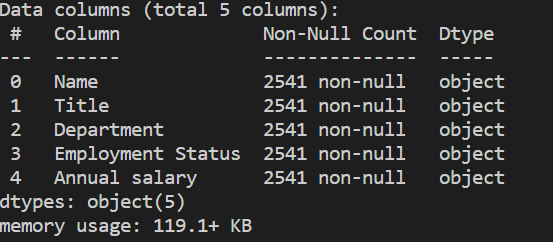 Data columns (total 5 columns):
 #   Column             Non-Null Count  Dtype
---  ------             --------------  -----
 0   Name               2541 non-null   object
 1   Title              2541 non-null   object
 2   Department         2541 non-null   object
 3   Employment Status  2541 non-null   object
 4   Annual salary      2541 non-null   object
dtypes: object(5)
memory usage: 119.1+ KB